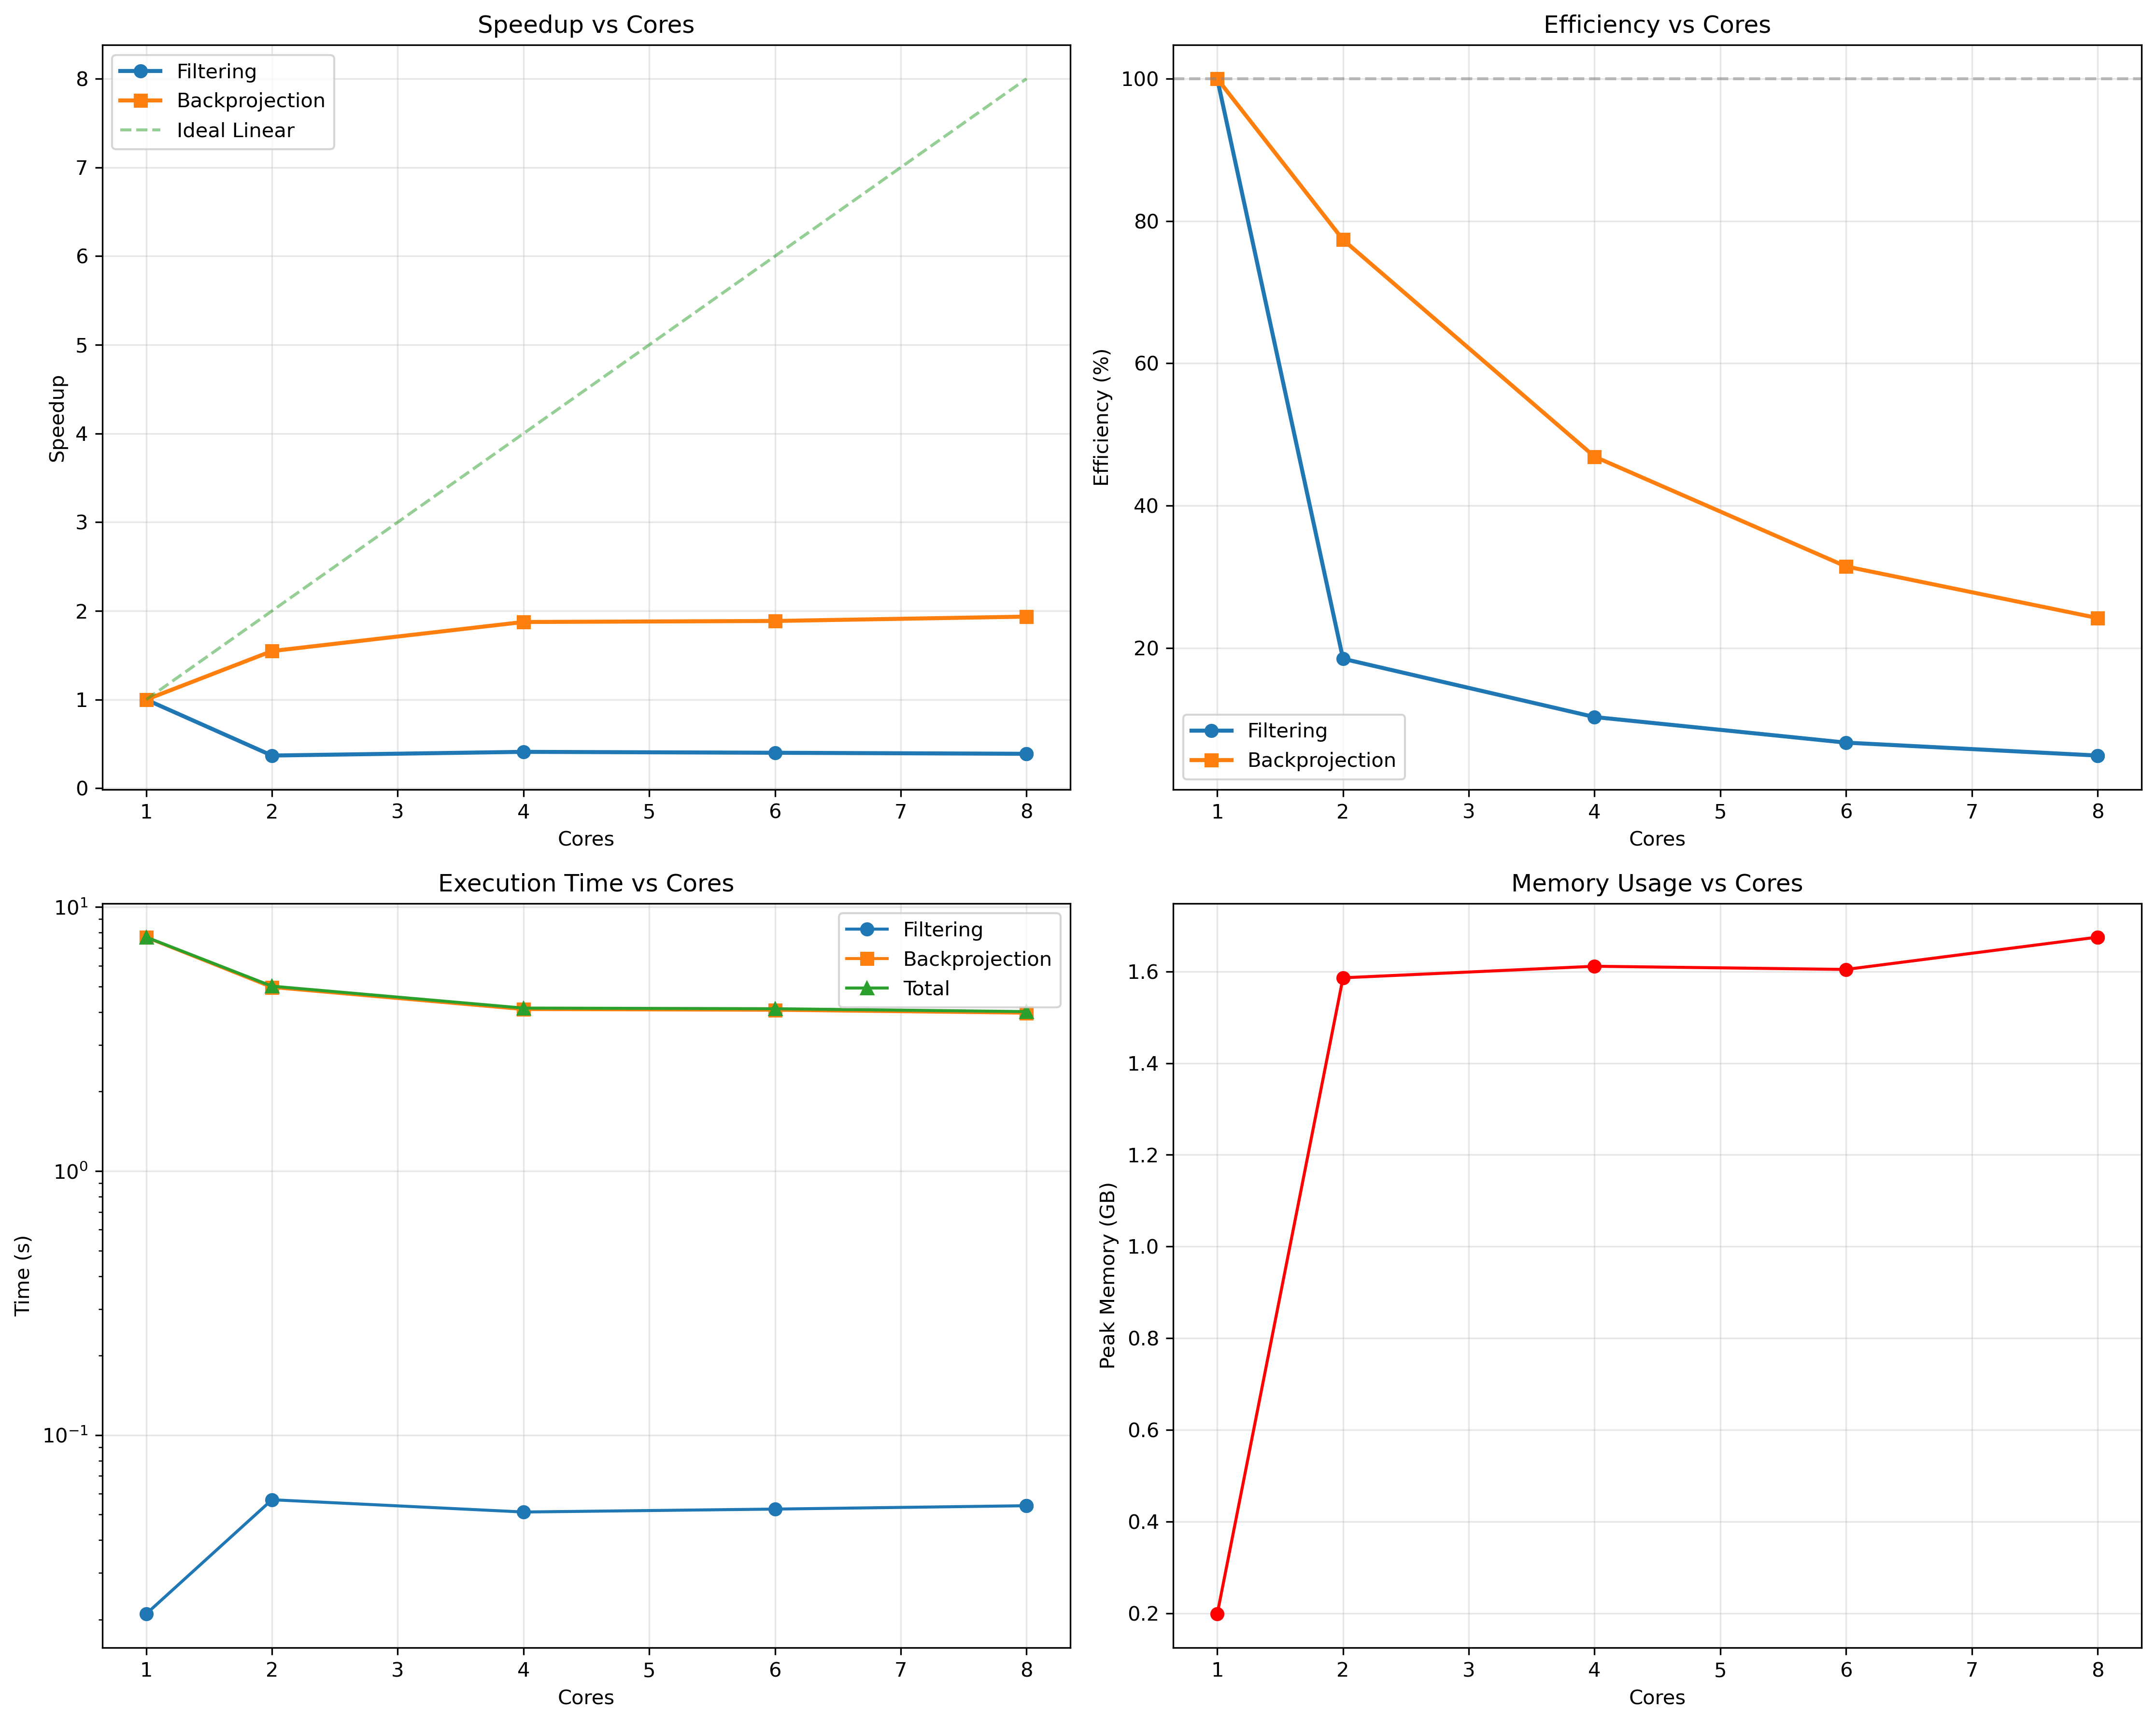 Speedup vs Cores
Filtering
Backprojection
Ideal Linear
8
7
6
5
4
3
2
1
0
Speedup
1 2 3 4 5 6 7 8
Cores
Efficiency vs Cores
100
80
60
40
20
Efficiency (%)
Filtering
Backprojection
1 2 3 4 5 6 7 8
Cores
Execution Time vs Cores
Filtering
Backprojection
Total
10¹
10⁰
10⁻¹
Time (s)
1 2 3 4 5 6 7 8
Cores
Memory Usage vs Cores
1.6
1.4
1.2
1.0
0.8
0.6
0.4
0.2
Peak Memory (GB)
1 2 3 4 5 6 7 8
Cores